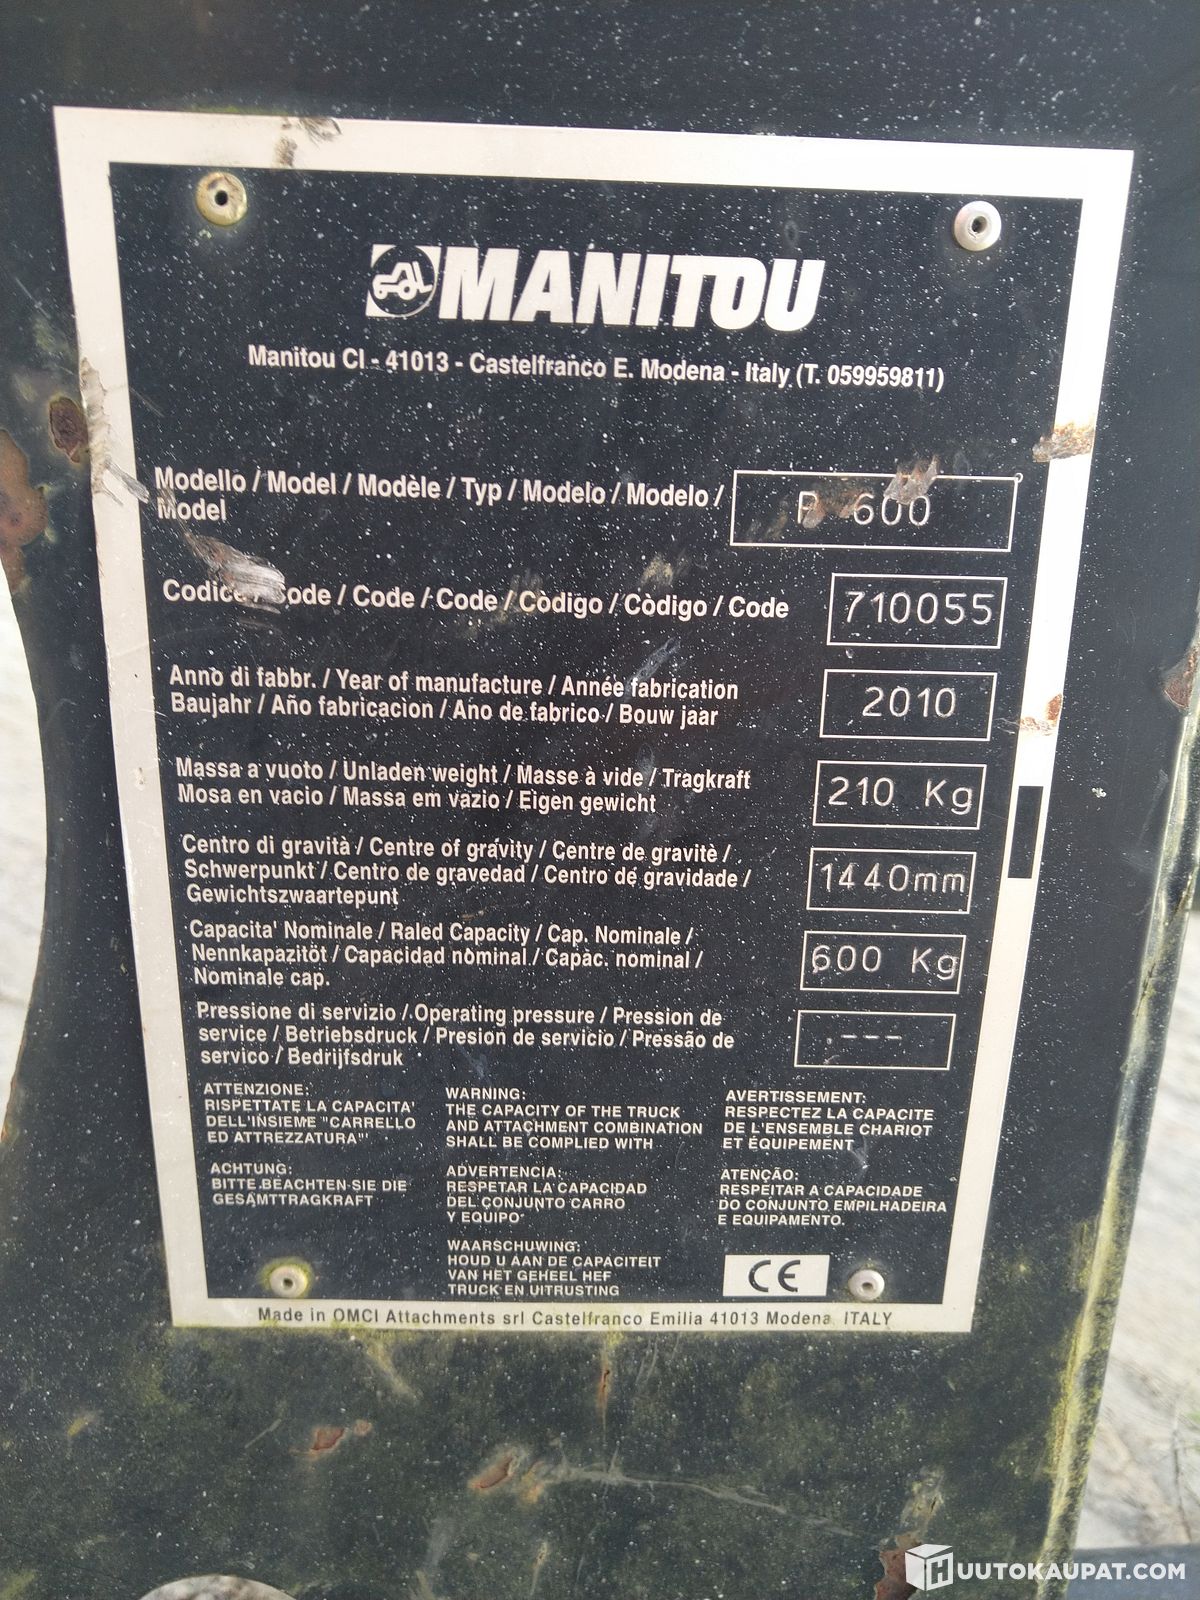 MANITOU
Manitou CI - 41013 - Castelfranco E. Modena - Italy (T. 059959811)
Modello / Model / Modèle / Typ / Modelo / Modelo /
Model
P 600
Codice / Code / Code / Code / Còdigo / Còdigo / Code
710055
Anno di fabbr. / Year of manufacture / Année fabrication
Baujahr / Año fabricacion / Ano de fabrico / Bouw jaar
2010
Massa a vuoto / Unladen weight / Masse à vide / Tragkraft
Mosa en vacio / Massa em vazio / Eigen gewicht
210 Kg
Centro di gravità / Centre of gravity / Centre de gravitè /
Schwerpunkt / Centro de gravedad / Centro de gravidade /
Gewichtszwaartepunt
1440mm
Capacita' Nominale / Raled Capacity / Cap. Nominale /
Nennkapazitöt / Capacidad nominal / Capac. nominal /
Nominale cap.
600 Kg
Pressione di servizio / Operating pressure / Pression de
service / Betriebsdruck / Presion de servicio / Pressão de
servico / Bedrijfsdruk
---
ATTENZIONE:
RISPETTATE LA CAPACITA'
DELL'INSIEME "CARRELLO
ED ATTREZZATURA"'
WARNING:
THE CAPACITY OF THE TRUCK
AND ATTACHMENT COMBINATION
SHALL BE COMPLIED WITH
AVERTISSEMENT:
RESPECTEZ LA CAPACITE
DE L'ENSEMBLE CHARIOT
ET ÉQUIPEMENT
ACHTUNG:
BITTE BEACHTEN SIE DIE
GESAMTTRAGKRAFT
ADVERTENCIA:
RESPETAR LA CAPACIDAD
DEL CONJUNTO CARRO
Y EQUIPO
ATENÇÃO:
RESPEITAR A CAPACIDADE
DO CONJUNTO EMPILHADEIRA
E EQUIPAMENTO.
WAARSCHUWING:
HOUD U AAN DE CAPACITEIT
VAN HET GEHEEL HEF
TRUCK EN UITRUSTING
CE
Made in OMCI Attachments srl Castelfranco Emilia 41013 Modena ITALY
HUUTOKAUPAT.COM